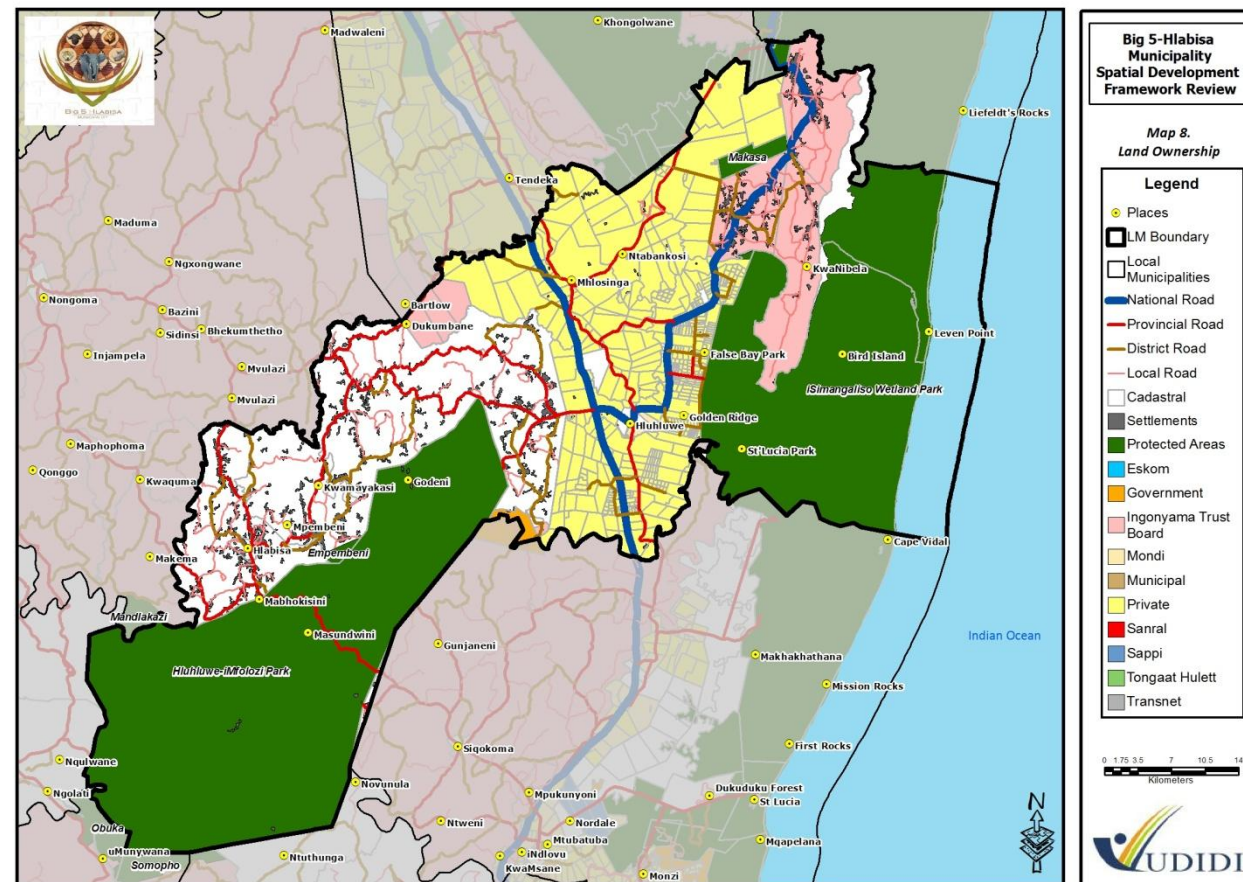 BIG 5 - HLABISA
Khongolwane
Madwaleni
Liefeldt's Rocks
Makasa
Tendeka
Maduma
Ntabankosi
Ngxongwane
KwaNibela
Mhlosinga
Nongoma
Bartlow
Bazini
Dukumbane
Sidinsi
Bhekumthetho
Leven Point
Injampela
False Bay Park
Bird Island
Mvulazi
iSimangaliso Wetland Park
Mvulazi
Golden Ridge
Hluhluwe
Maphophoma
St'Lucia Park
Qonggo
Kwaquma
Godeni
Kwamayakasi
Mpembeni
Cape Vidal
Hlabisa
Empembeni
Makema
Mabhokisini
Mandlakazi
Masundwini
Indian Ocean
Gunjaneni
Makhakhathana
Hluhluwe-iMfolozi Park
Mission Rocks
Siqokoma
First Rocks
Nqulwane
Novunula
Ngolati
Mpukunyoni
Dukuduku Forest
St Lucia
Obuka
Ntweni
Nordale
Mtubatuba
Mqapelana
uMunywana
Ntuthunga
iNdlovu
Somopho
KwaMsane
Monzi
N
Big 5-Hlabisa
Municipality
Spatial Development
Framework Review
Map 8.
Land Ownership
Legend
Places
LM Boundary
Local
Municipalities
National Road
Provincial Road
District Road
Local Road
Cadastral
Settlements
Protected Areas
Eskom
Government
Ingonyama Trust
Board
Mondi
Municipal
Private
Sanral
Sappi
Tongaat Hulett
Transnet
0 1.75 3.5 7 10.5 14
Kilometers
VUDIDI